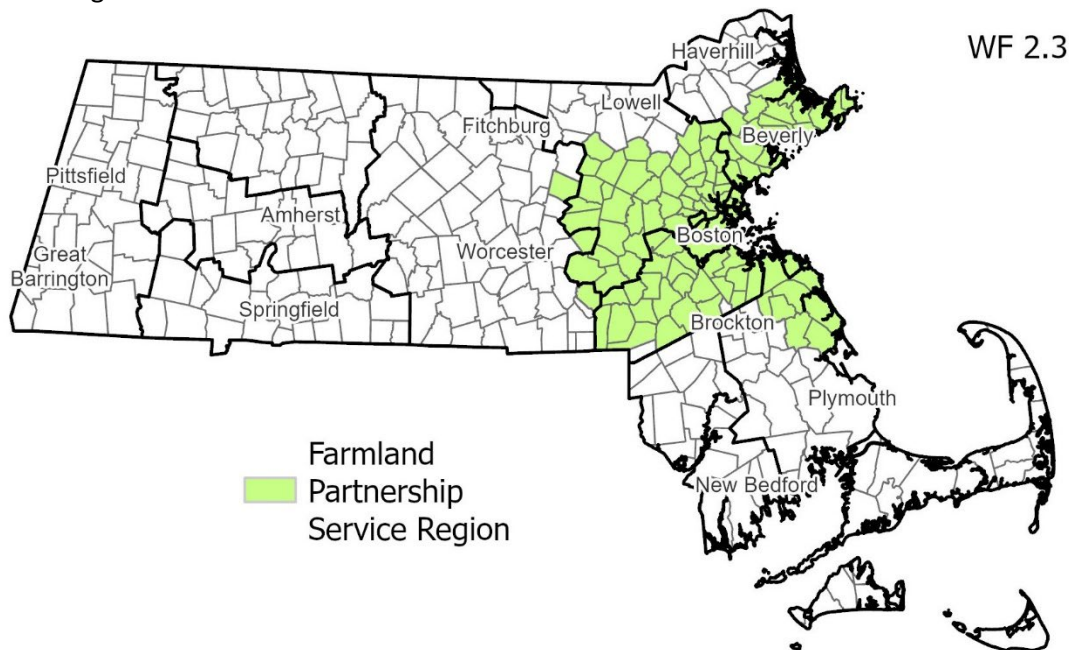 Haverhill
WF 2.3
Lowell
Fitchburg
Beverly
Pittsfield
Amherst
Boston
Great
Barrington
Worcester
Springfield
Brockton
Plymouth
New Bedford
Farmland
Partnership
Service Region